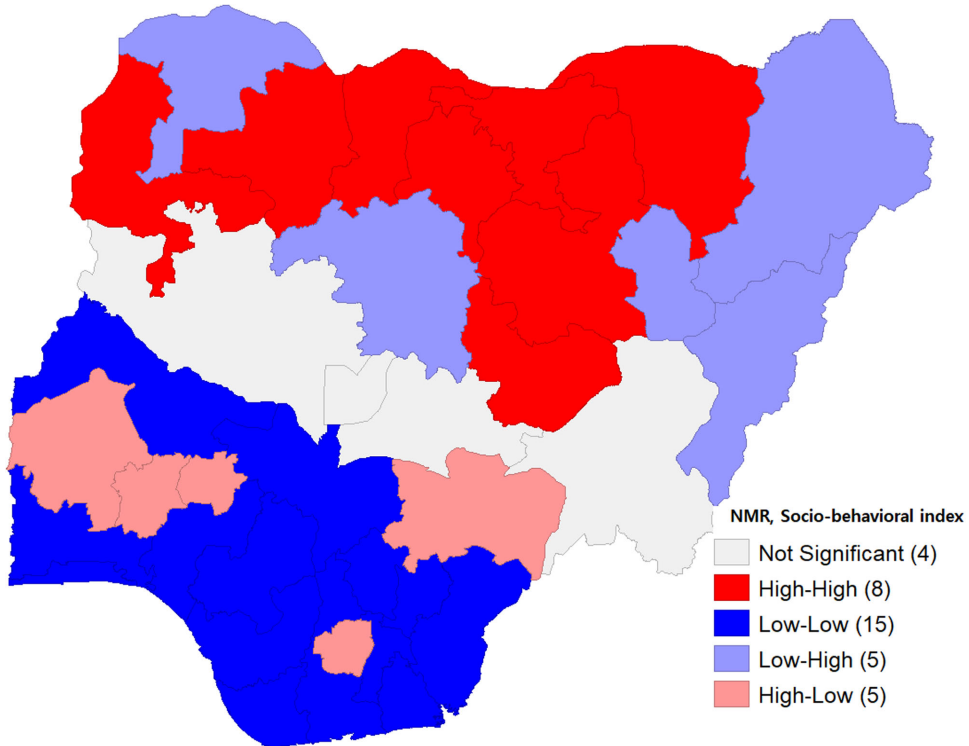 NMR, Socio-behavioral index
Not Significant (4)
High-High (8)
Low-Low (15)
Low-High (5)
High-Low (5)